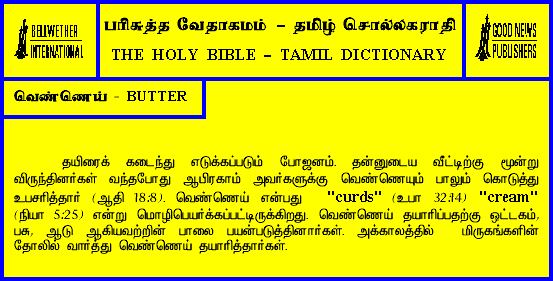 BELLWETHER
INTERNATIONAL
பரிசுத்த வேதாகமம் – தமிழ் சொல்லகராதி
THE HOLY BIBLE – TAMIL DICTIONARY
GOOD NEWS
PUBLISHERS
வெண்ணெய் - BUTTER
தயிரைக் கடைந்து எடுக்கப்படும் போஜனம். தன்னுடைய வீட்டிற்கு மூன்று
விருந்தினர்கள் வந்தபோது ஆபிரகாம் அவர்களுக்கு வெண்ணெயும் பாலும் கொடுத்து
உபசரித்தார் (ஆதி 18:8). வெண்ணெய் என்பது "curds" (உபா 32:14) "cream"
(நியா 5:25) என்று மொழிபெயர்க்கப்பட்டிருக்கிறது. வெண்ணெய் தயாரிப்பதற்கு ஒட்டகம்,
பசு, ஆடு ஆகியவற்றின் பாலை பயன்படுத்தினார்கள். அக்காலத்தில் மிருகங்களின்
தோலில் வார்த்து வெண்ணெய் தயாரித்தார்கள்.